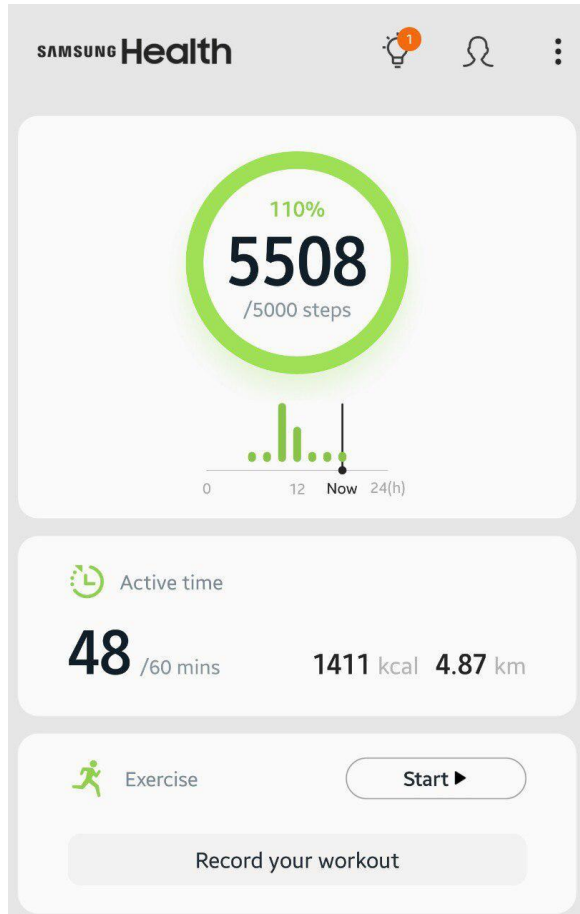 SAMSUNG Health
1
110%
5508
/5000 steps
0 12 Now 24(h)
Active time
48 /60 mins 1411 kcal 4.87 km
Exercise Start
Record your workout